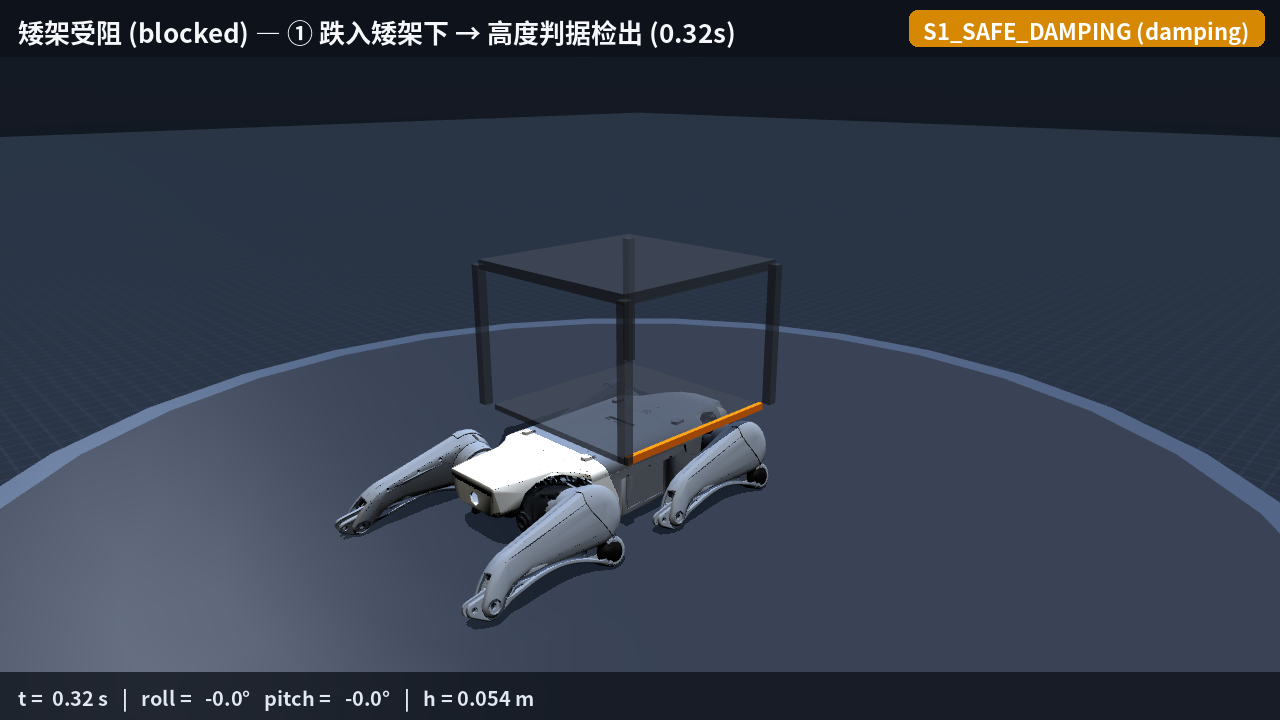 矮架受阻 (blocked) — ① 跌入矮架下 → 高度判据检出 (0.32s)
S1_SAFE_DAMPING (damping)
t = 0.32 s | roll = -0.0° pitch = -0.0° | h = 0.054 m